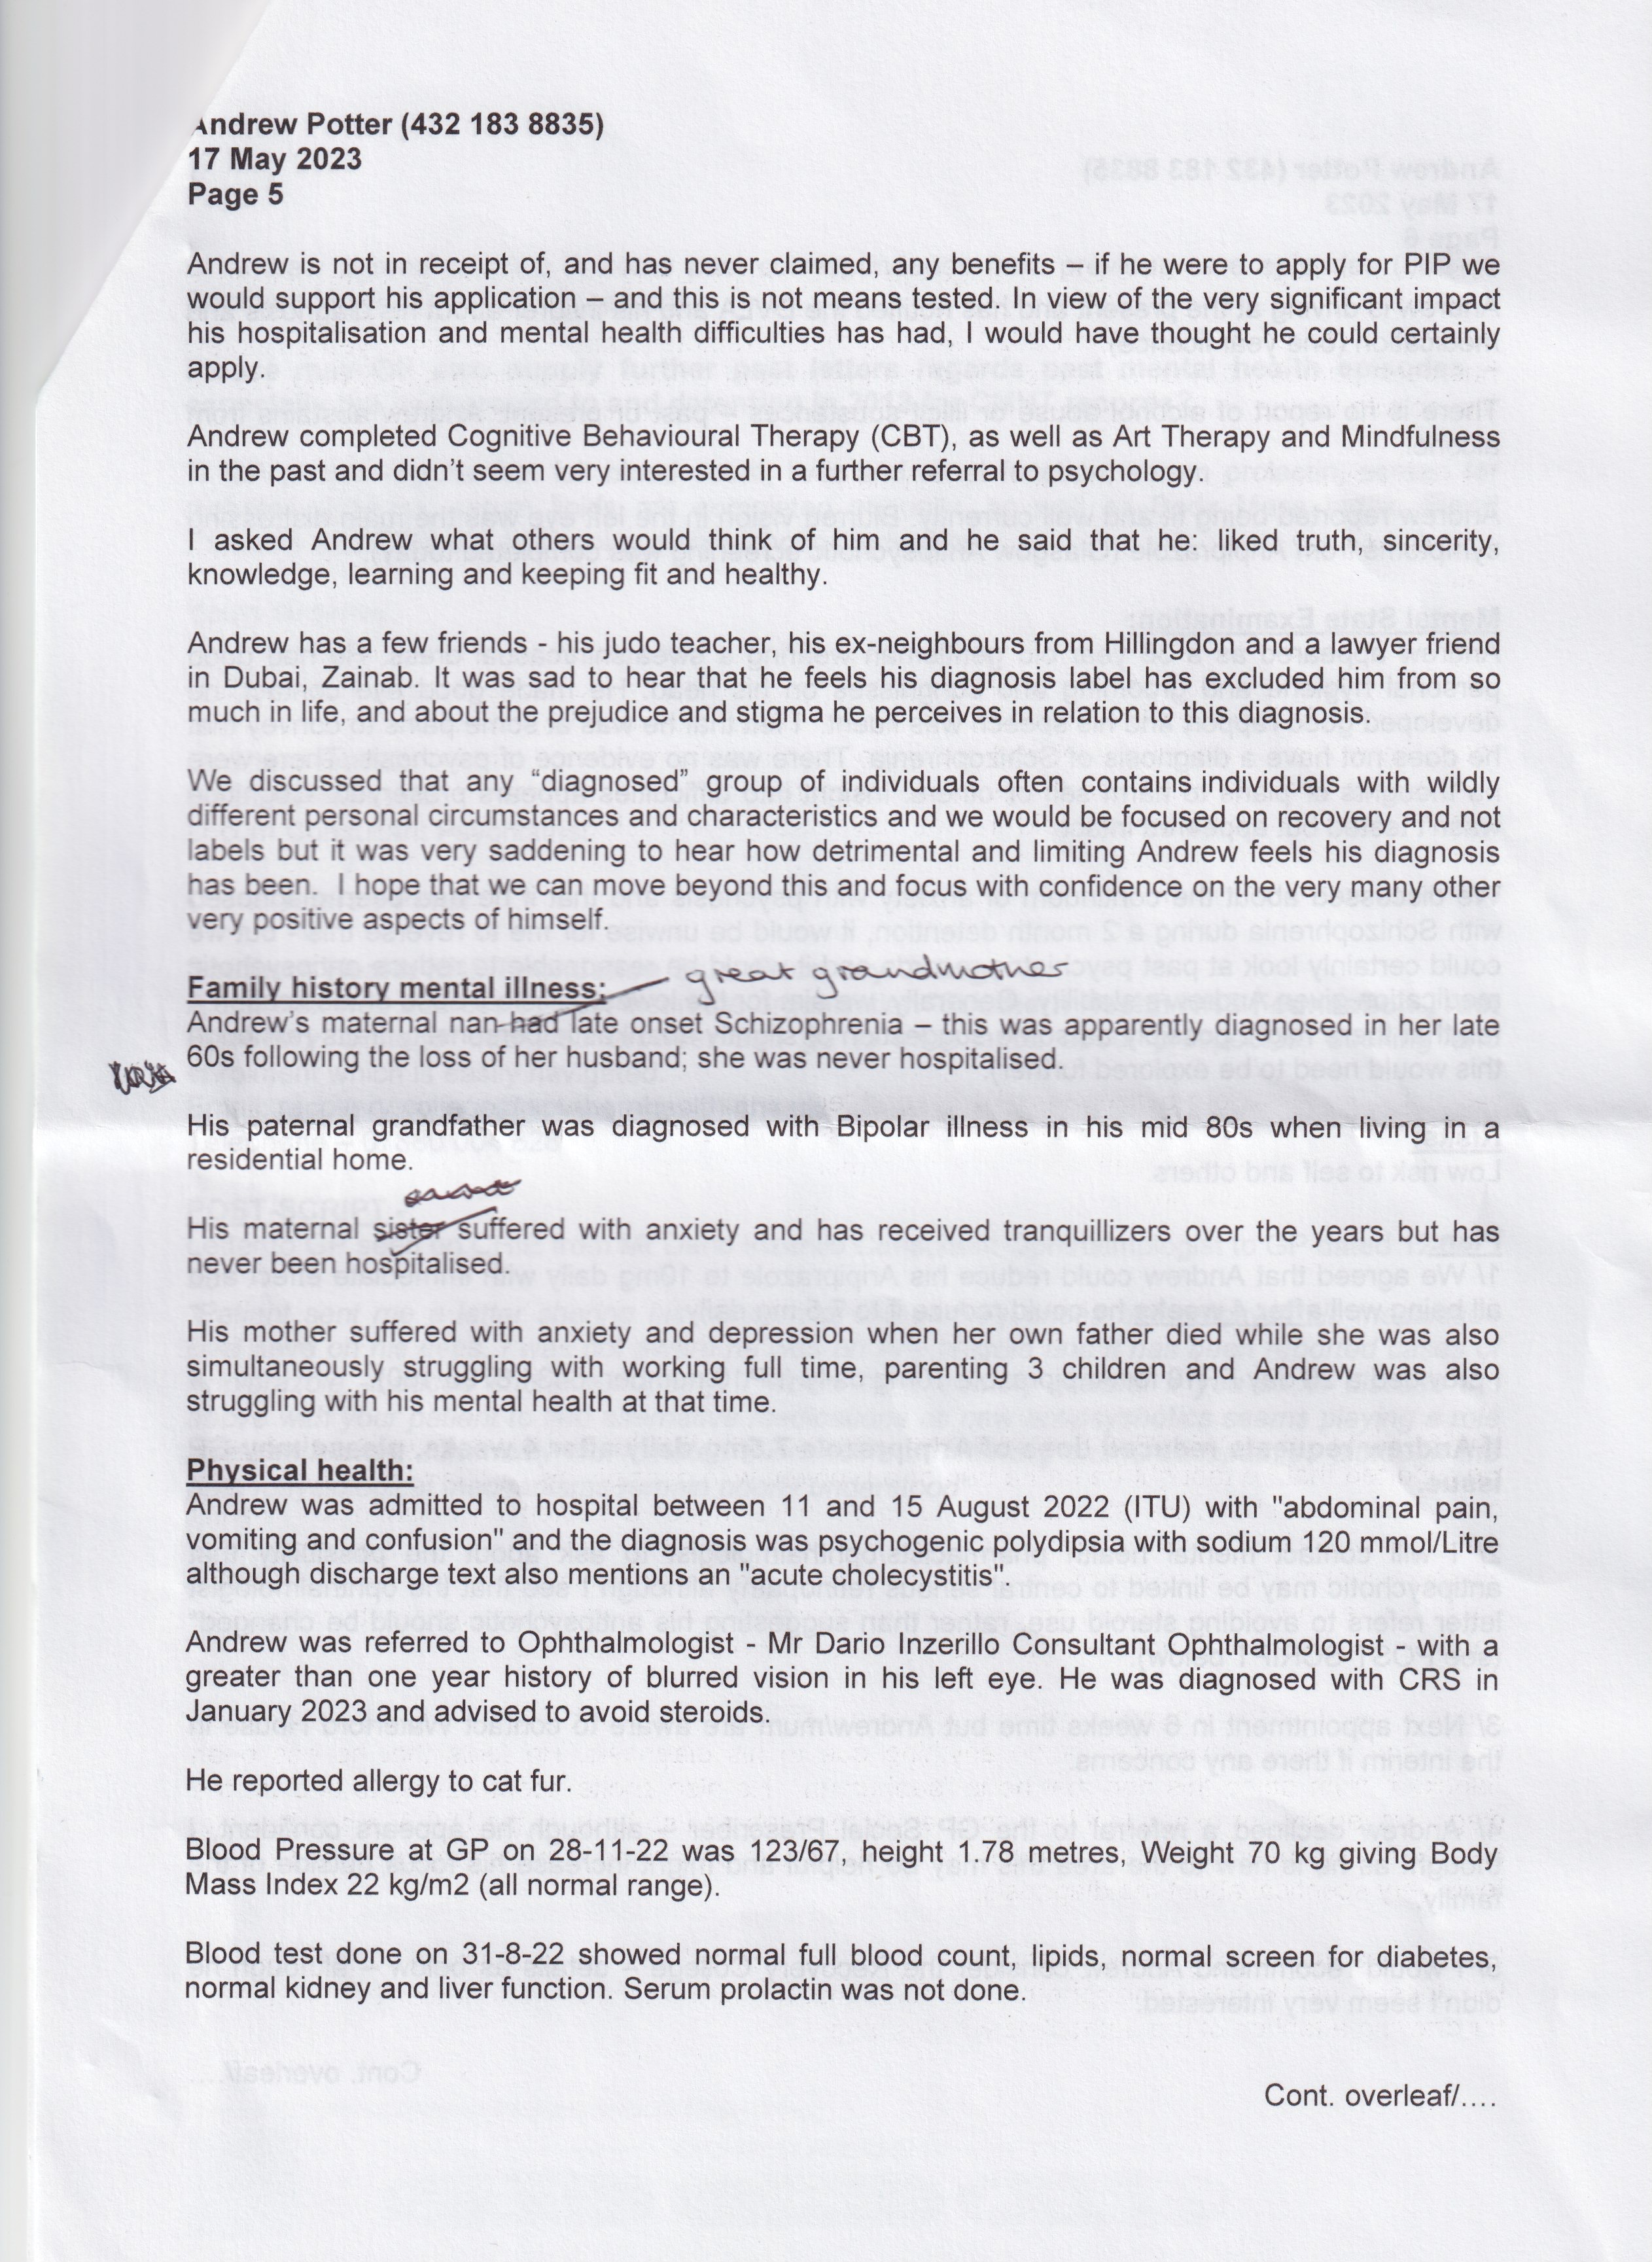 Andrew Potter (432 183 8835)
17 May 2023
Page 5
Andrew is not in receipt of, and has never claimed, any benefits – if he were to apply for PIP we
would support his application – and this is not means tested. In view of the very significant impact
his hospitalisation and mental health difficulties has had, I would have thought he could certainly
apply.
Andrew completed Cognitive Behavioural Therapy (CBT), as well as Art Therapy and Mindfulness
in the past and didn’t seem very interested in a further referral to psychology.
I asked Andrew what others would think of him and he said that he: liked truth, sincerity,
knowledge, learning and keeping fit and healthy.
Andrew has a few friends - his judo teacher, his ex-neighbours from Hillingdon and a lawyer friend
in Dubai, Zainab. It was sad to hear that he feels his diagnosis label has excluded him from so
much in life, and about the prejudice and stigma he perceives in relation to this diagnosis.
We discussed that any “diagnosed” group of individuals often contains individuals with wildly
different personal circumstances and characteristics and we would be focused on recovery and not
labels but it was very saddening to hear how detrimental and limiting Andrew feels his diagnosis
has been. I hope that we can move beyond this and focus with confidence on the very many other
very positive aspects of himself.
great grandmother
Family history mental illness:
Andrew’s maternal nan had late onset Schizophrenia – this was apparently diagnosed in her late
60s following the loss of her husband; she was never hospitalised.
His paternal grandfather was diagnosed with Bipolar illness in his mid 80s when living in a
residential home.
His maternal sister suffered with anxiety and has received tranquillizers over the years but has
never been hospitalised.
His mother suffered with anxiety and depression when her own father died while she was also
simultaneously struggling with working full time, parenting 3 children and Andrew was also
struggling with his mental health at that time.
Physical health:
Andrew was admitted to hospital between 11 and 15 August 2022 (ITU) with "abdominal pain,
vomiting and confusion" and the diagnosis was psychogenic polydipsia with sodium 120 mmol/Litre
although discharge text also mentions an "acute cholecystitis".
Andrew was referred to Ophthalmologist - Mr Dario Inzerillo Consultant Ophthalmologist - with a
greater than one year history of blurred vision in his left eye. He was diagnosed with CRS in
January 2023 and advised to avoid steroids.
He reported allergy to cat fur.
Blood Pressure at GP on 28-11-22 was 123/67, height 1.78 metres, Weight 70 kg giving Body
Mass Index 22 kg/m2 (all normal range).
Blood test done on 31-8-22 showed normal full blood count, lipids, normal screen for diabetes,
normal kidney and liver function. Serum prolactin was not done.
Cont. overleaf/....